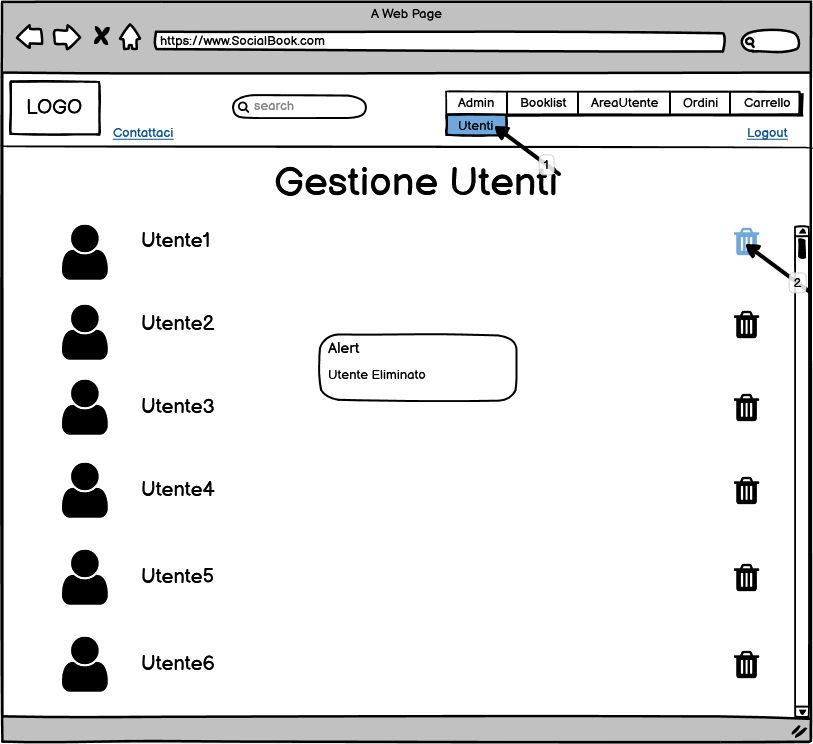 A Web Page
https://www.SocialBook.com
LOGO
search
Admin
Booklist
AreaUtente
Ordini
Carrello
Contattaci
Utenti
Logout
1
Gestione Utenti
Utente1
2
Utente2
Alert
Utente Eliminato
Utente3
Utente4
Utente5
Utente6